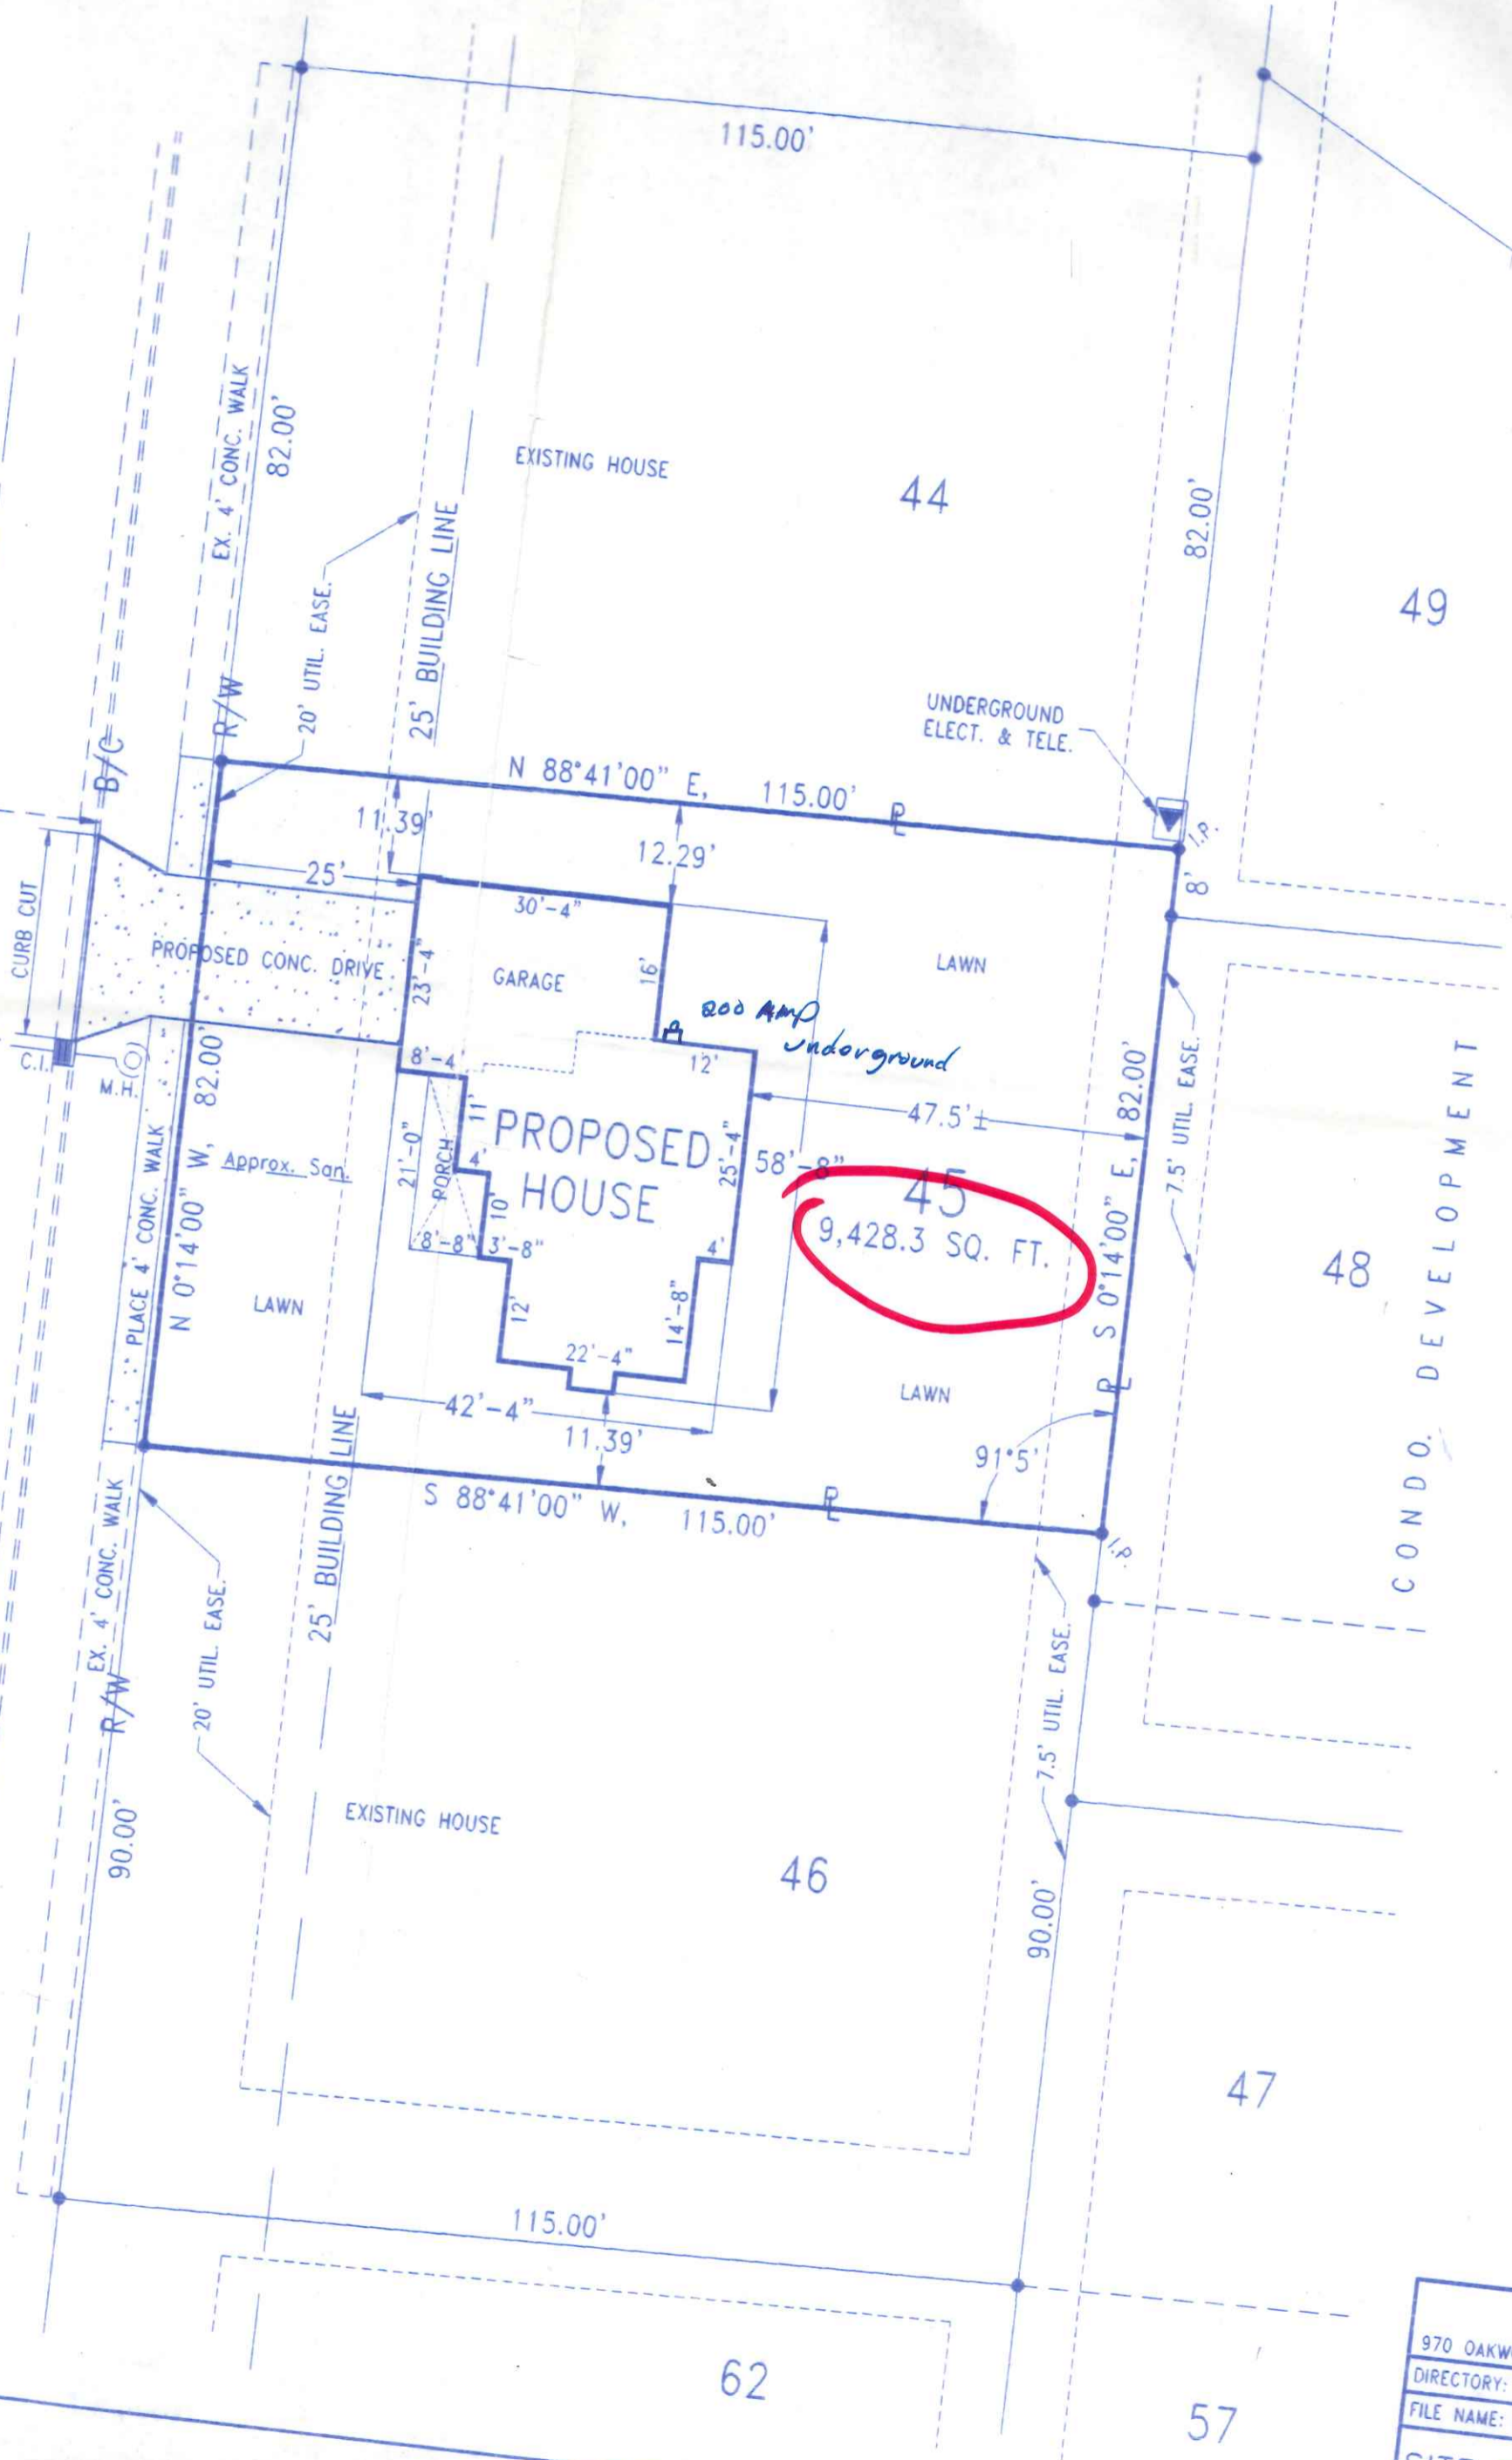 115.00'
EX. 4' CONC. WALK
82.00'
EXISTING HOUSE
44
82.00'
49
20' UTIL. EASE.
25' BUILDING LINE
R/W
B/C
UNDERGROUND
ELECT. & TELE.
N 88°41'00" E, 115.00'
PL
I.P.
8'
11.39'
12.29'
25'
30'-4"
CURB CUT
PROPOSED CONC. DRIVE
23'-4"
GARAGE
16'
LAWN
200 Amp
underground
C.I.
M.H.
8'-4"
12'
47.5'±
7.5' UTIL. EASE.
CONDO. DEVELOPMENT
N 0°14'00" W, 82.00'
PLACE 4' CONC. WALK
Approx. San.
21'-0"
PORCH
11'
4'
10'
PROPOSED
HOUSE
25'-4"
58'-8"
45
9,428.3 SQ. FT.
S 0°14'00" E, 82.00'
PL
48
8'-8"
3'-8"
4'
LAWN
12'
14'-8"
22'-4"
LAWN
42'-4"
11.39'
91°5'
S 88°41'00" W, 115.00'
PL
I.P.
EX. 4' CONC. WALK
R/W
20' UTIL. EASE.
25' BUILDING LINE
7.5' UTIL. EASE.
90.00'
EXISTING HOUSE
46
90.00'
47
115.00'
62
57
970 OAKW
DIRECTORY:
FILE NAME: